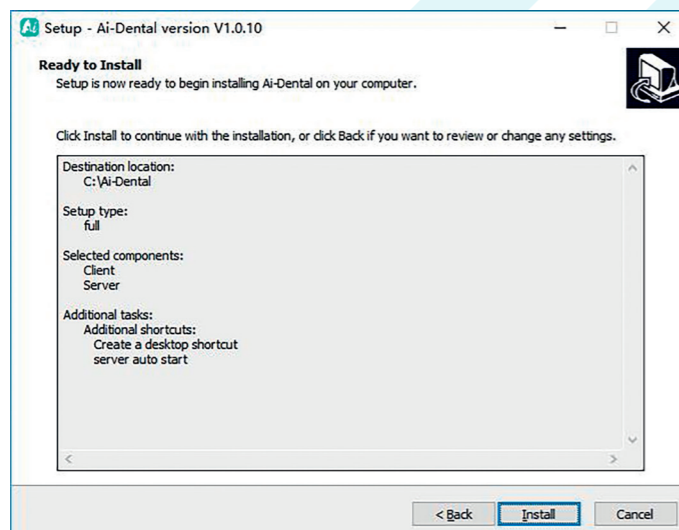 Ai Setup - Ai-Dental version V1.0.10
Ready to Install
Setup is now ready to begin installing Ai-Dental on your computer.
Click Install to continue with the installation, or click Back if you want to review or change any settings.
Destination location:
C:\Ai-Dental
Setup type:
full
Selected components:
Client
Server
Additional tasks:
Additional shortcuts:
Create a desktop shortcut
server auto start
< Back
Install
Cancel